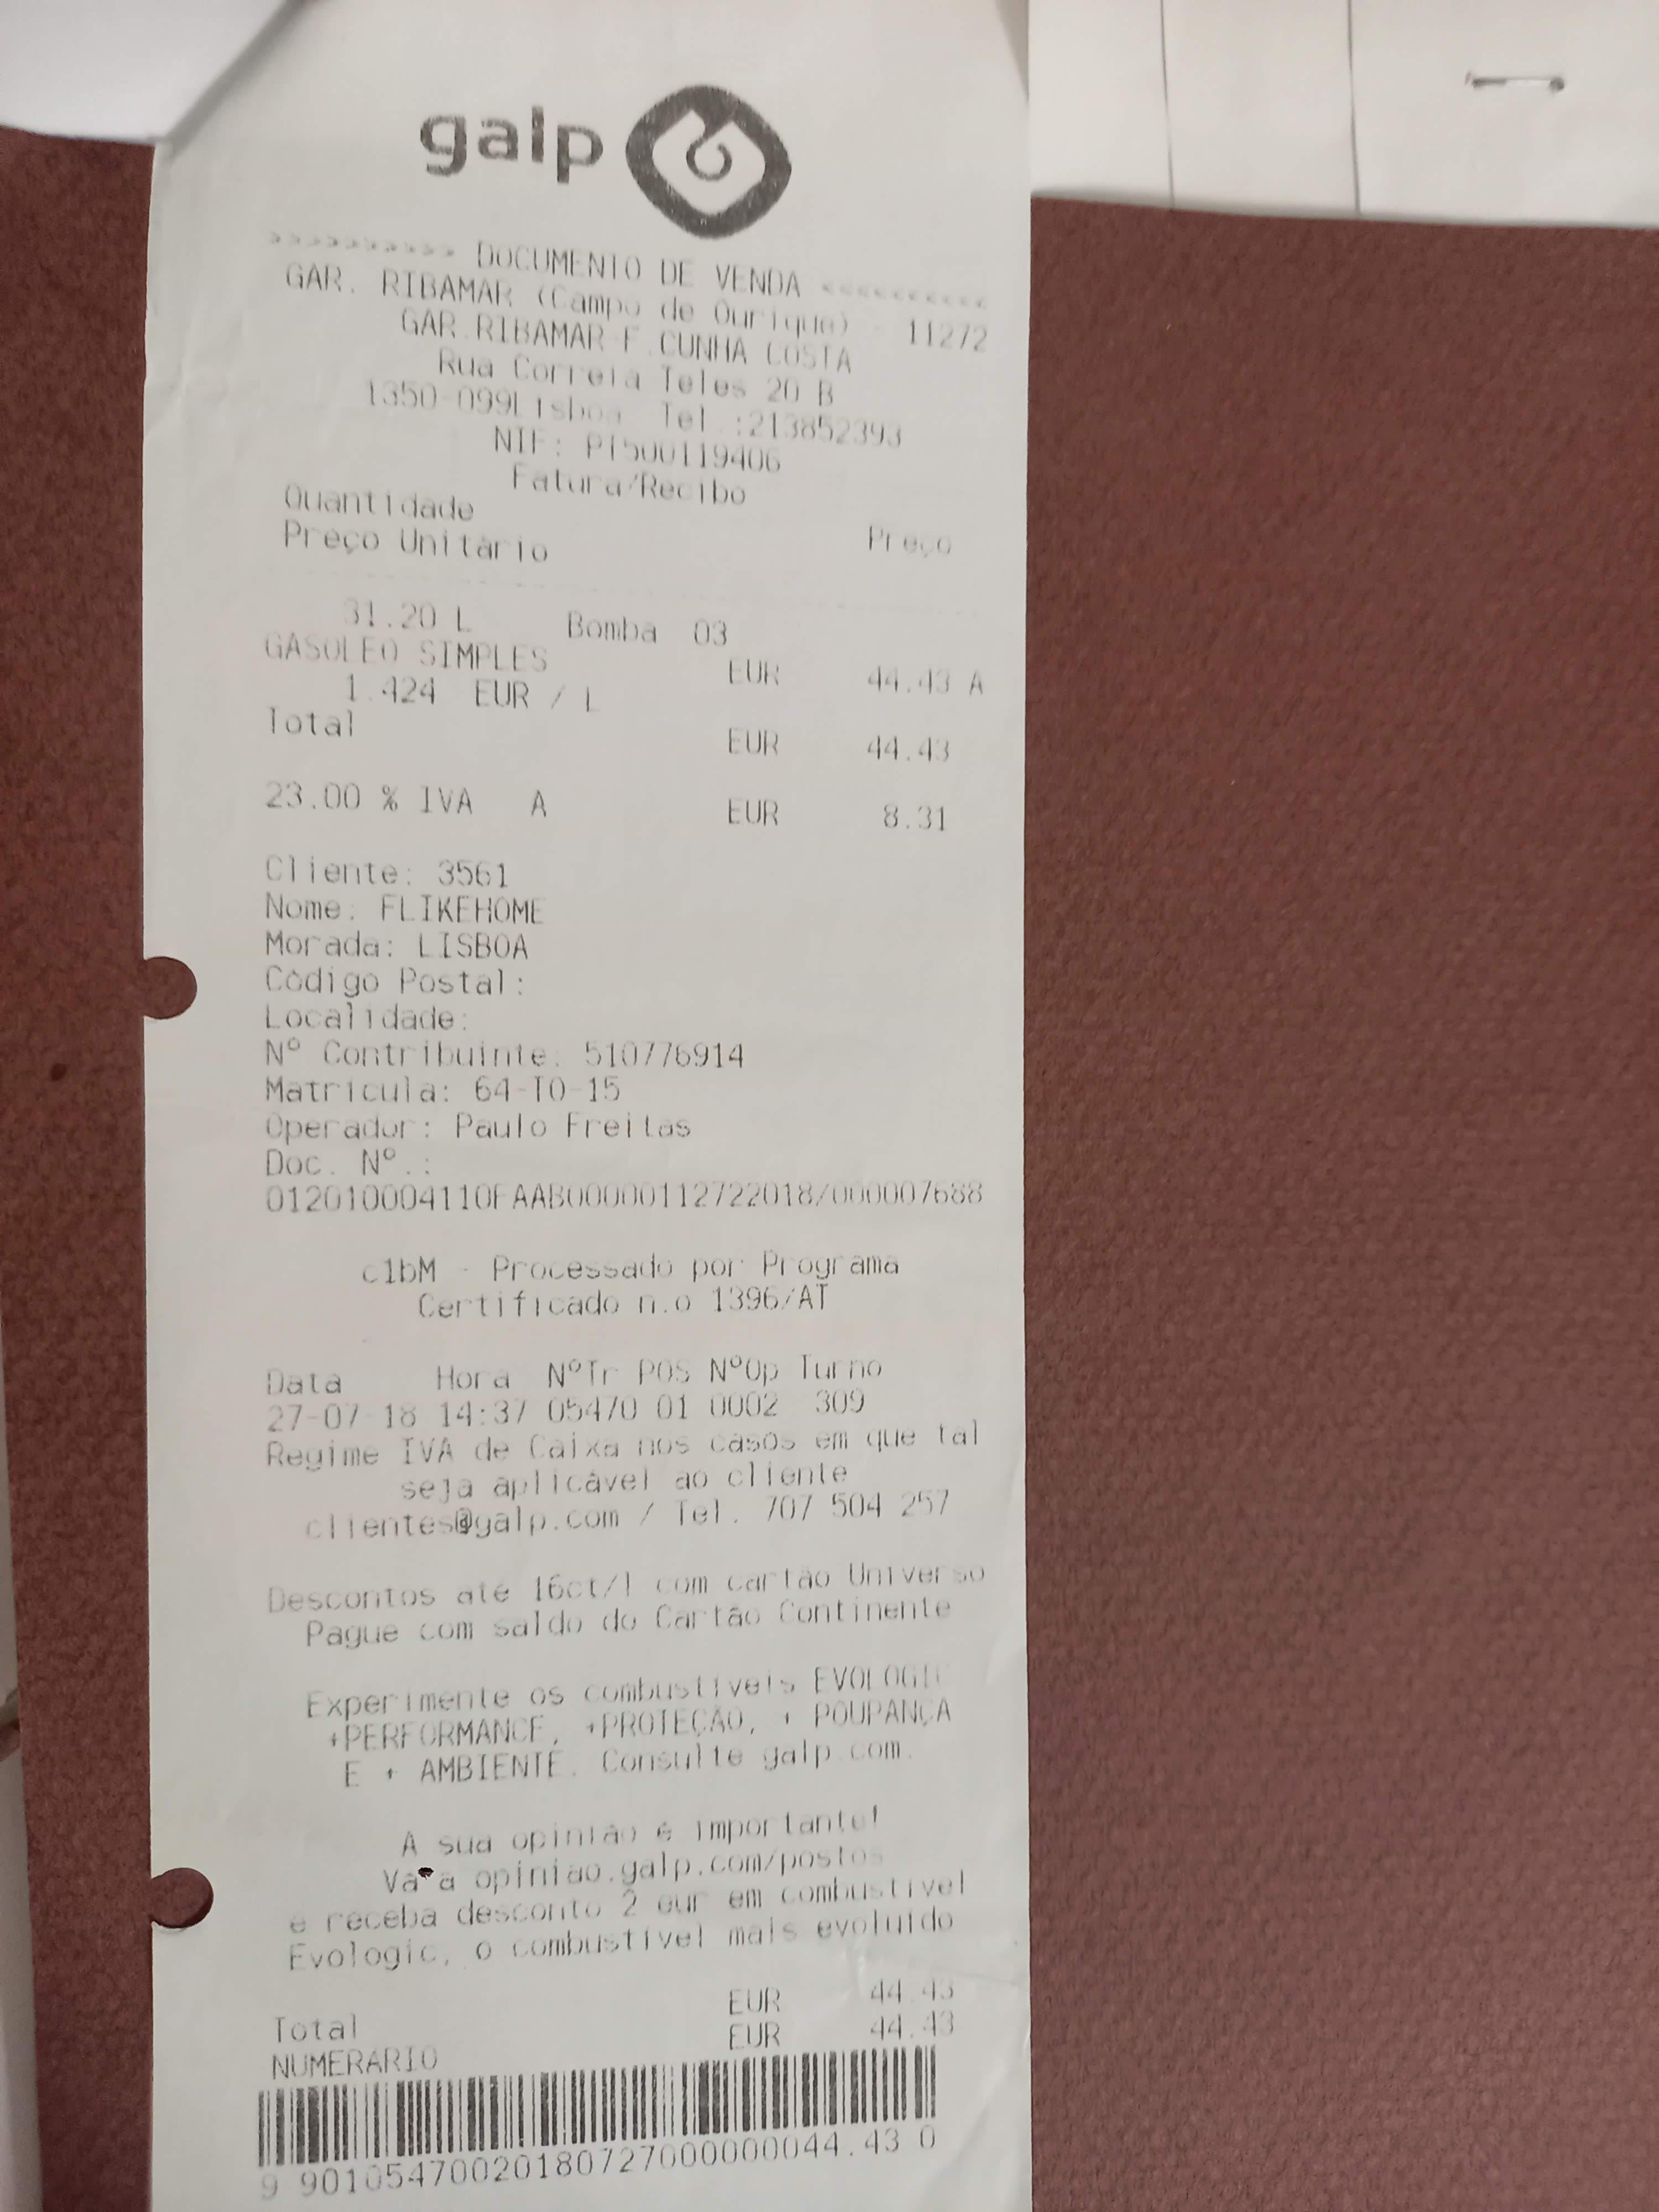 galp
>>>>>>>>>> DOCUMENTO DE VENDA <<<<<<<<<<
GAR. RIBAMAR (Campo de Ourique) - 11272
GAR.RIBAMAR-F.CUNHA COSTA
Rua Correia Teles 20 B
1350-099Lisboa Tel.:213852393
NIF: PT500119406
Fatura/Recibo
Quantidade
Preço Unitário Preço
31.20 L Bomba 03
GASOLEO SIMPLES EUR 44.43 A
1.424 EUR / L
Total EUR 44.43
23.00 % IVA A EUR 8.31
Cliente: 3561
Nome: FLIKEHOME
Morada: LISBOA
Código Postal:
Localidade:
Nº Contribuinte: 510776914
Matrícula: 64-TO-15
Operador: Paulo Freitas
Doc. Nº.:
012010004110FAAB00000112722018/000007688
c1bM - Processado por Programa
Certificado n.o 1396/AT
Data Hora NºTr POS NºOp Turno
27-07-18 14:37 05470 01 0002 309
Regime IVA de Caixa nos casos em que tal
seja aplicável ao cliente
clientes@galp.com / Tel. 707 504 257
Descontos até 16ct/l com cartão Universo
Pague com saldo do Cartão Continente
Experimente os combustíveis EVOLOGIC
+PERFORMANCE, +PROTEÇÃO, + POUPANÇA
E + AMBIENTE. Consulte galp.com.
A sua opinião é importante!
Vá a opiniao.galp.com/postos
e receba desconto 2 eur em combustível
Evologic, o combustível mais evoluído
EUR 44.43
Total EUR 44.43
NUMERARIO
9 901054700201807270000000044.43 0